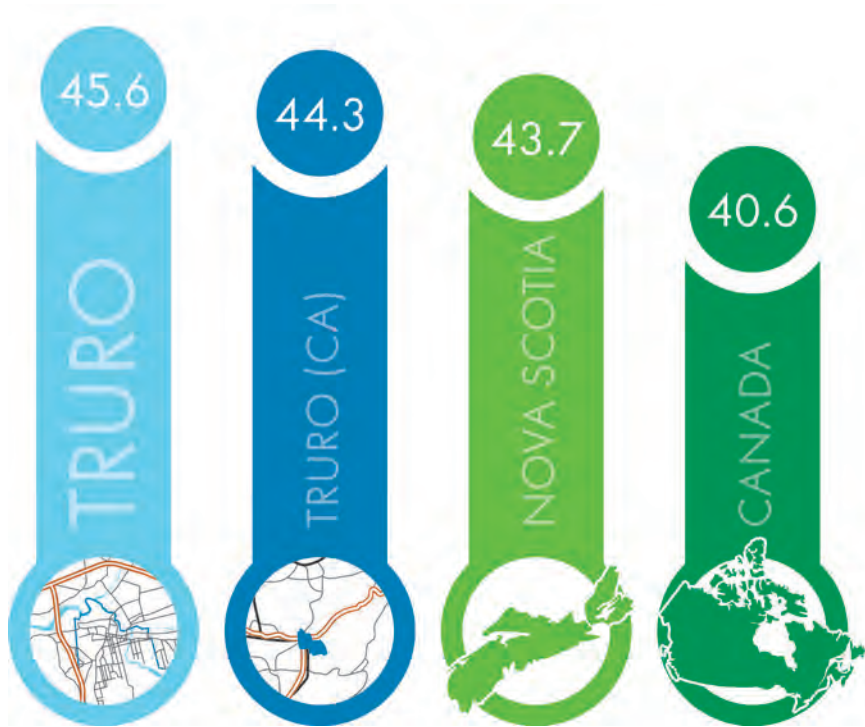 45.6
TRURO
44.3
TRURO (CA)
43.7
NOVA SCOTIA
40.6
CANADA